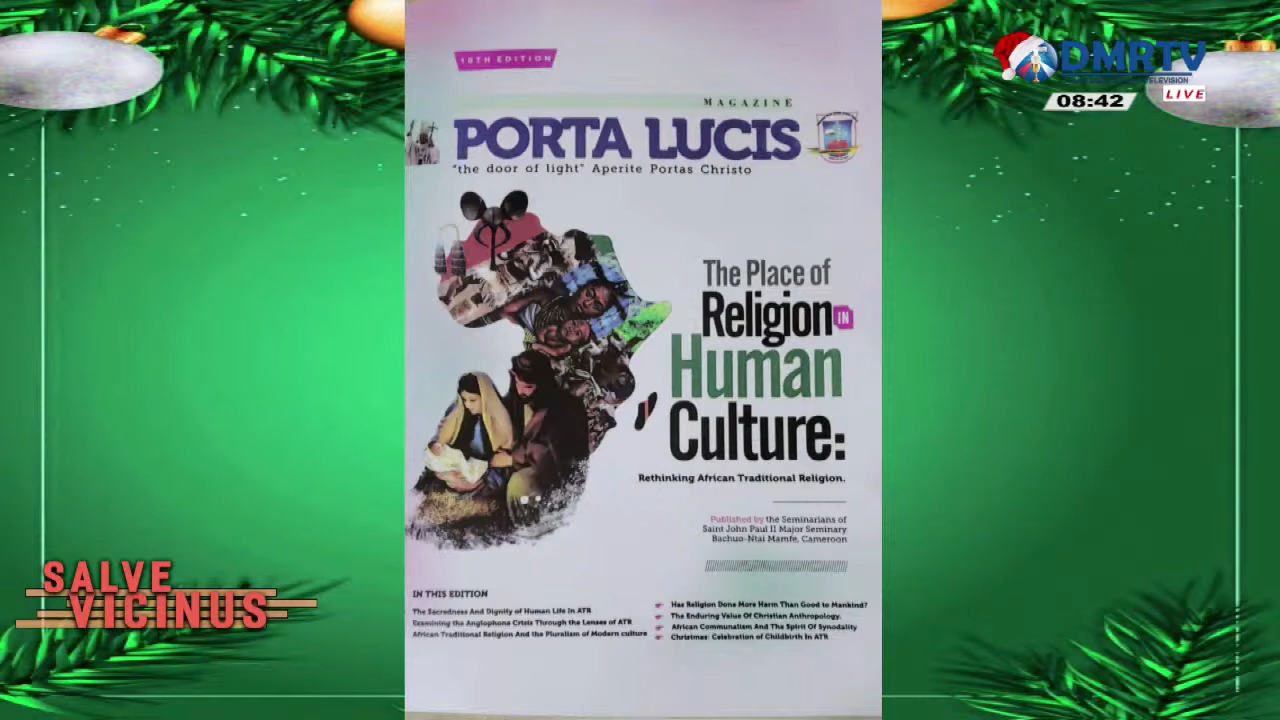 18TH EDITION
MAGAZINE
PORTA LUCIS
"the door of light" Aperite Portas Christo
The Place of
Religion IN
Human
Culture:
Rethinking African Traditional Religion.
Published by the Seminarians of
Saint John Paul II Major Seminary
Bachuo-Ntai Mamfe, Cameroon
IN THIS EDITION
The Sacredness And Dignity of Human Life In ATR
Examining the Anglophone Crisis Through the Lenses of ATR
African Traditional Religion And the Pluralism of Modern culture
Has Religion Done More Harm Than Good to Mankind?
The Enduring Value Of Christian Anthropology.
African Communalism And The Spirit Of Synodality
Christmas: Celebration of Childbirth In ATR
DMRTV
TELEVISION
LIVE
08:42
SALVE
VICINUS